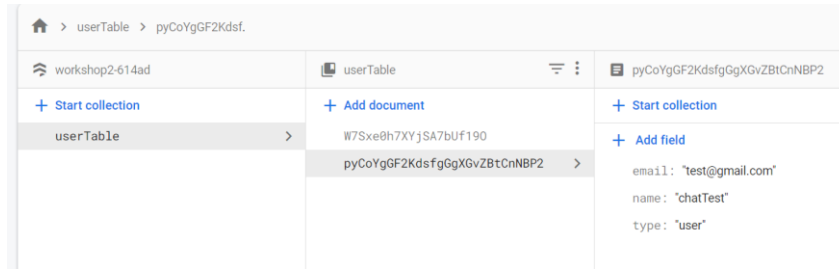 userTable > pyCoYgGF2Kdsf.
workshop2-614ad
+ Start collection
userTable
userTable
+ Add document
W7Sxe0h7XYjSA7bUf190
pyCoYgGF2KdsfgGgXGvZBtCnNBP2
pyCoYgGF2KdsfgGgXGvZBtCnNBP2
+ Start collection
+ Add field
email: "test@gmail.com"
name: "chatTest"
type: "user"